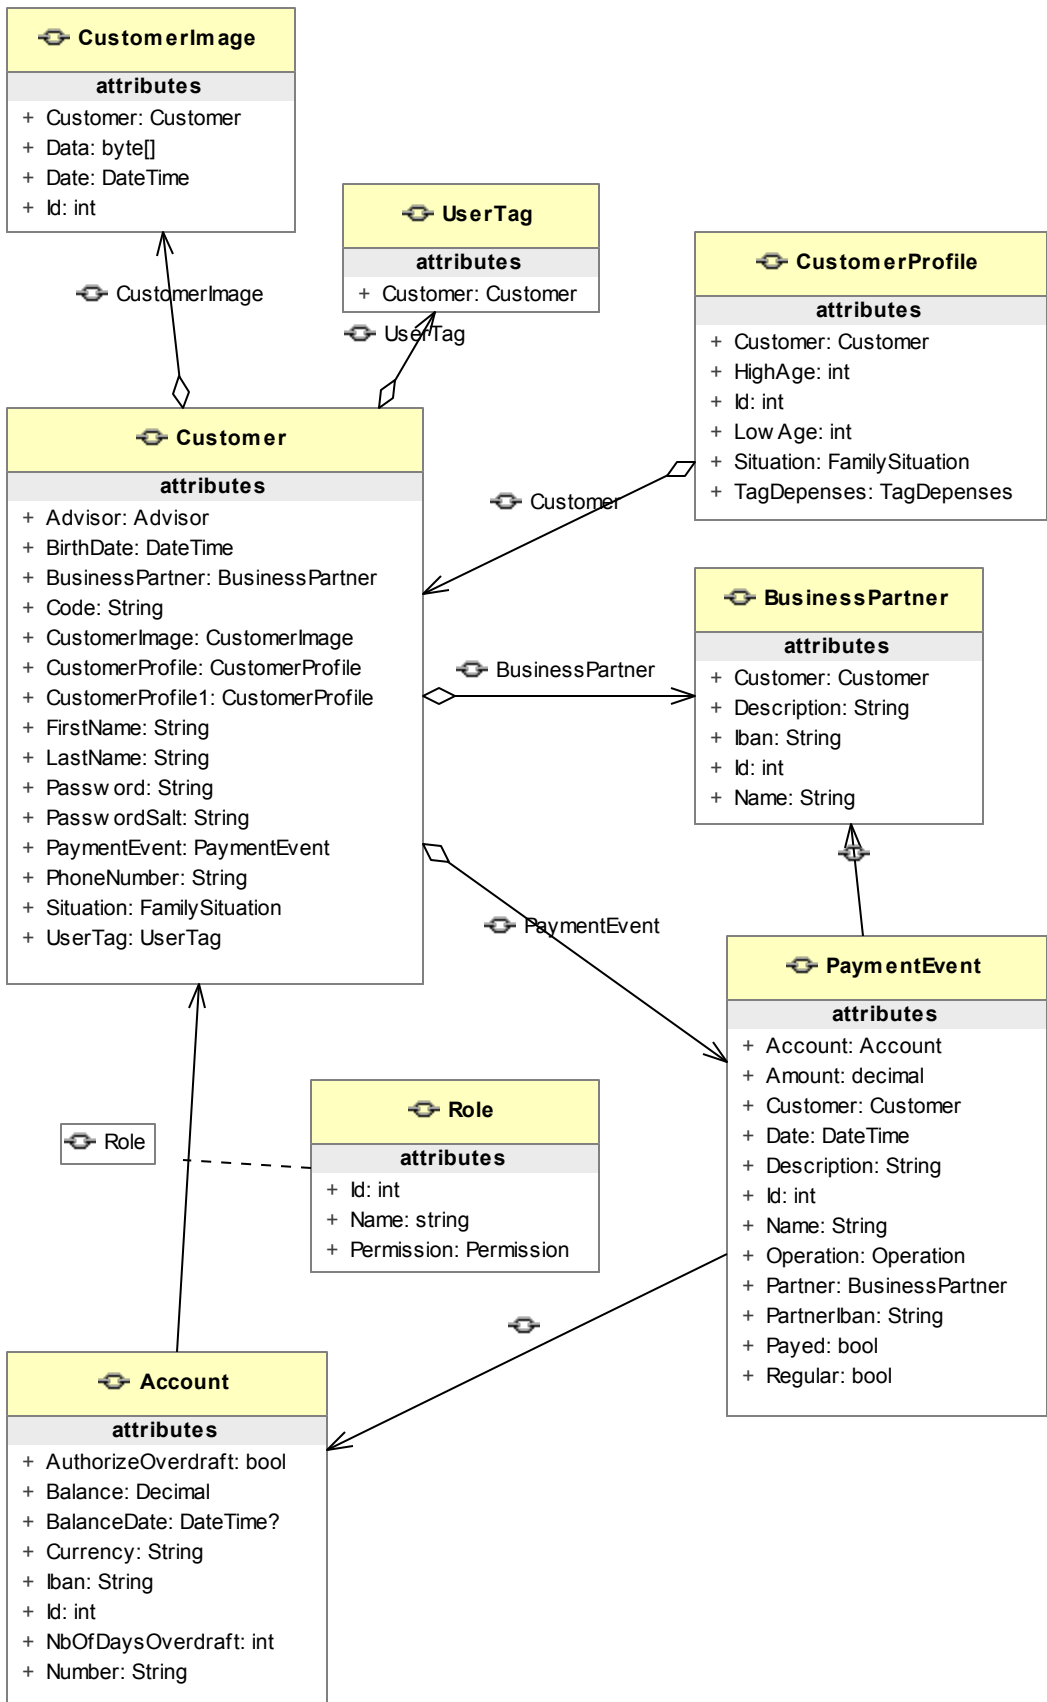 CustomerImage
attributes
+ Customer: Customer
+ Data: byte[]
+ Date: DateTime
+ Id: int
CustomerImage
UserTag
attributes
+ Customer: Customer
UserTag
CustomerProfile
attributes
+ Customer: Customer
+ HighAge: int
+ Id: int
+ LowAge: int
+ Situation: FamilySituation
+ TagDepenses: TagDepenses
Customer
Customer
attributes
+ Advisor: Advisor
+ BirthDate: DateTime
+ BusinessPartner: BusinessPartner
+ Code: String
+ CustomerImage: CustomerImage
+ CustomerProfile: CustomerProfile
+ CustomerProfile1: CustomerProfile
+ FirstName: String
+ LastName: String
+ Password: String
+ PasswordSalt: String
+ PaymentEvent: PaymentEvent
+ PhoneNumber: String
+ Situation: FamilySituation
+ UserTag: UserTag
BusinessPartner
BusinessPartner
attributes
+ Customer: Customer
+ Description: String
+ Iban: String
+ Id: int
+ Name: String
PaymentEvent
PaymentEvent
attributes
+ Account: Account
+ Amount: decimal
+ Customer: Customer
+ Date: DateTime
+ Description: String
+ Id: int
+ Name: String
+ Operation: Operation
+ Partner: BusinessPartner
+ PartnerIban: String
+ Payed: bool
+ Regular: bool
Role
Role
attributes
+ Id: int
+ Name: string
+ Permission: Permission
Account
attributes
+ AuthorizeOverdraft: bool
+ Balance: Decimal
+ BalanceDate: DateTime?
+ Currency: String
+ Iban: String
+ Id: int
+ NbOfDaysOverdraft: int
+ Number: String